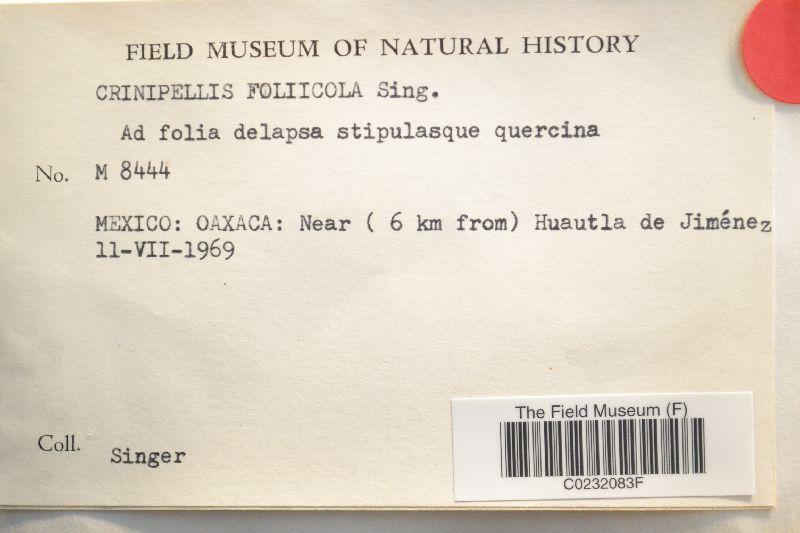 FIELD MUSEUM OF NATURAL HISTORY
CRINIPELLIS FOLIICOLA Sing.
Ad folia delapsa stipulasque quercina
No. M 8444
MEXICO: OAXACA: Near ( 6 km from) Huautla de Jiménez
11-VII-1969
Coll. Singer
The Field Museum (F)
C0232083F